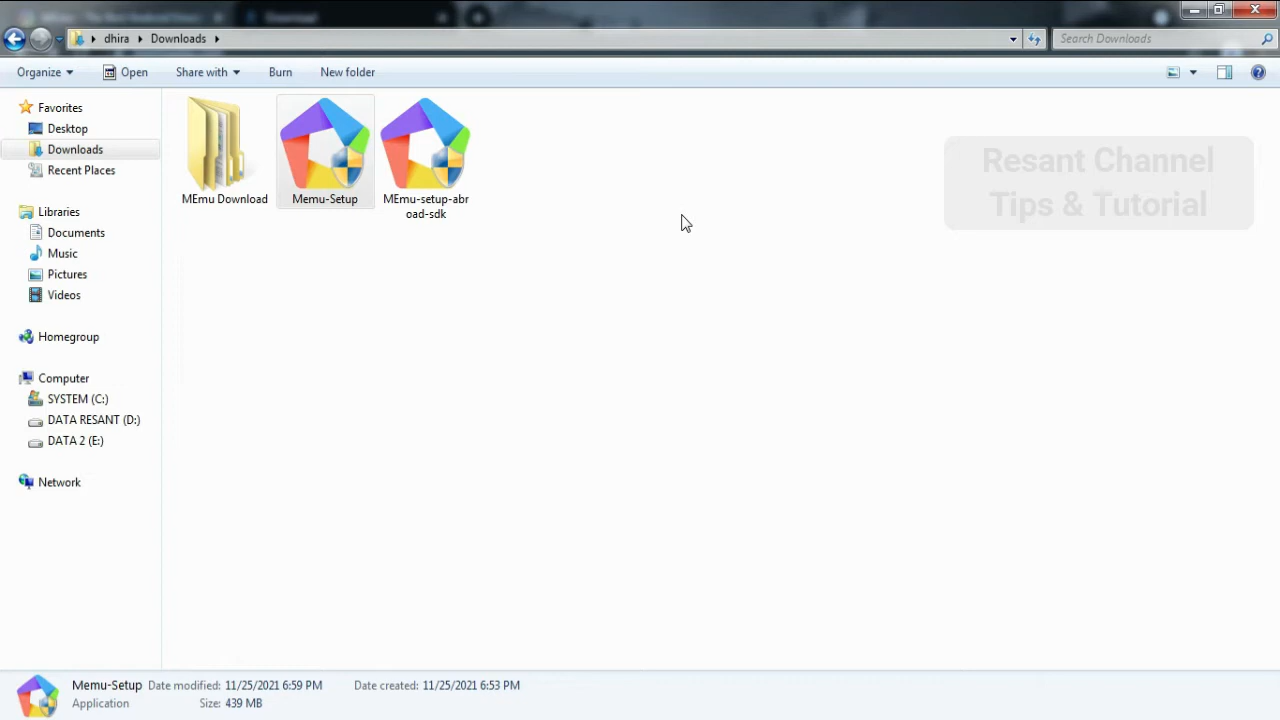 dhira
Downloads
Search Downloads
Organize
Open
Share with
Burn
New folder
Favorites
Desktop
Downloads
Recent Places
Libraries
Documents
Music
Pictures
Videos
Homegroup
Computer
SYSTEM (C:)
DATA RESANT (D:)
DATA 2 (E:)
Network
MEmu Download
Memu-Setup
MEmu-setup-abr
oad-sdk
Resant Channel
Tips & Tutorial
Memu-Setup Date modified: 11/25/2021 6:59 PM Date created: 11/25/2021 6:53 PM
Application Size: 439 MB